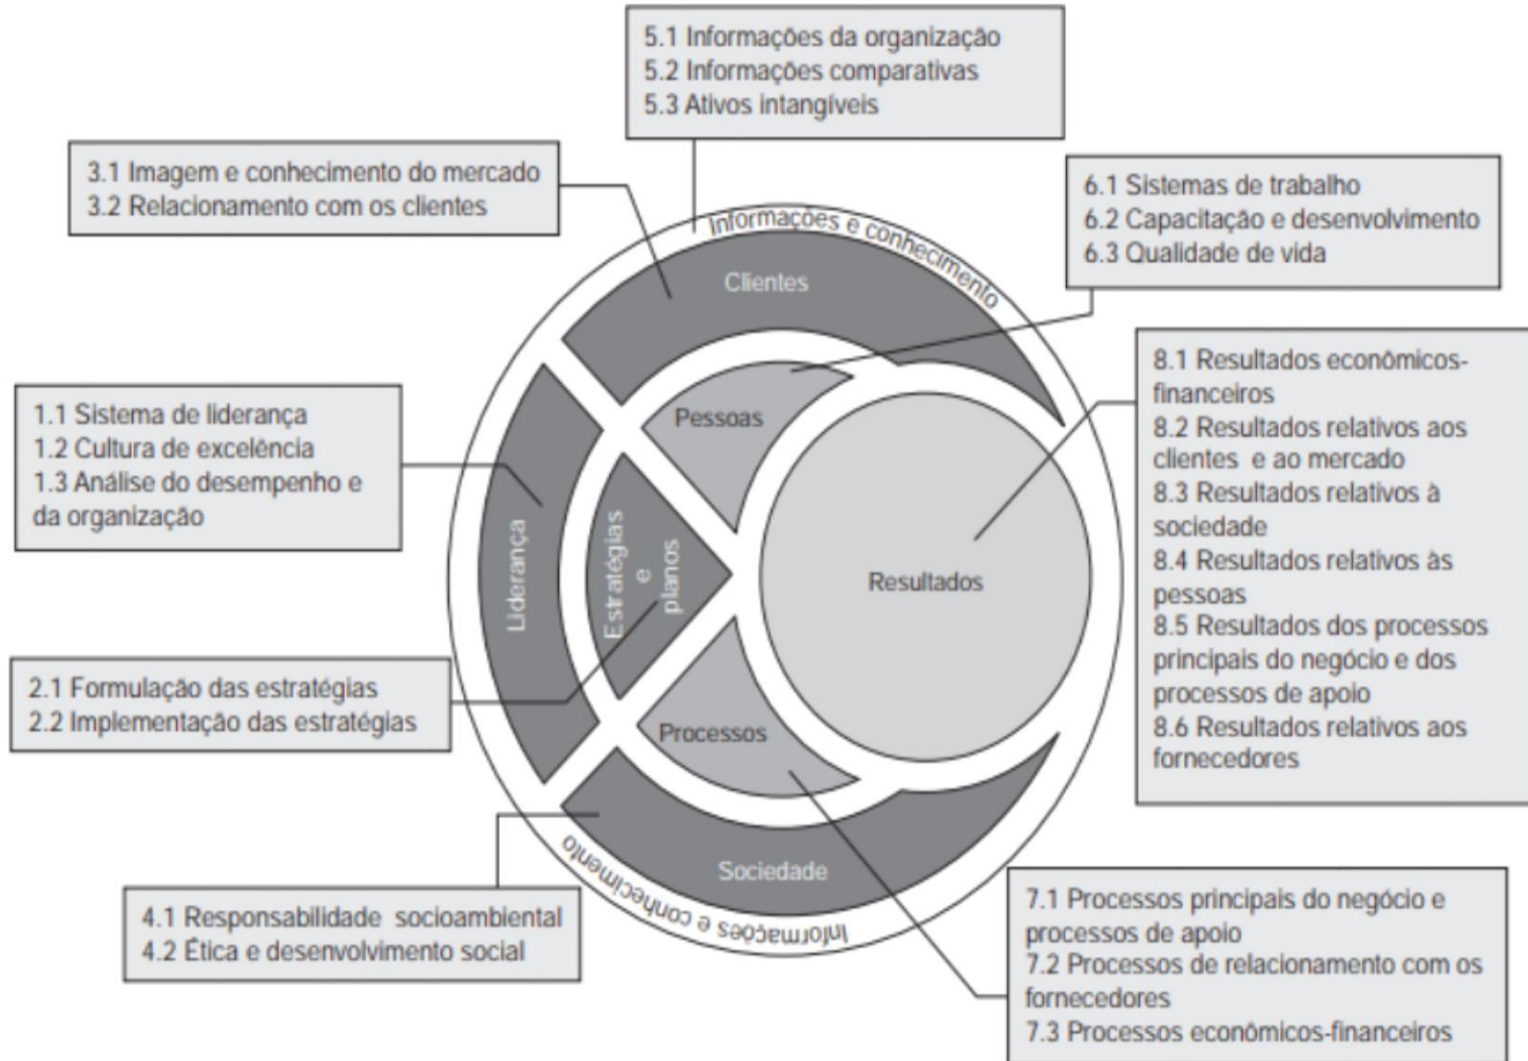 5.1 Informações da organização
5.2 Informações comparativas
5.3 Ativos intangíveis
3.1 Imagem e conhecimento do mercado
3.2 Relacionamento com os clientes
6.1 Sistemas de trabalho
6.2 Capacitação e desenvolvimento
6.3 Qualidade de vida
Informações e conhecimento
Clientes
Pessoas
1.1 Sistema de liderança
1.2 Cultura de excelência
1.3 Análise do desempenho e
da organização
8.1 Resultados econômicos-
financeiros
8.2 Resultados relativos aos
clientes e ao mercado
8.3 Resultados relativos à
sociedade
8.4 Resultados relativos às
pessoas
8.5 Resultados dos processos
principais do negócio e dos
processos de apoio
8.6 Resultados relativos aos
fornecedores
Liderança
Estratégias
e
planos
Resultados
2.1 Formulação das estratégias
2.2 Implementação das estratégias
Processos
Sociedade
Informações e conhecimento
4.1 Responsabilidade socioambiental
4.2 Ética e desenvolvimento social
7.1 Processos principais do negócio e
processos de apoio
7.2 Processos de relacionamento com os
fornecedores
7.3 Processos econômicos-financeiros